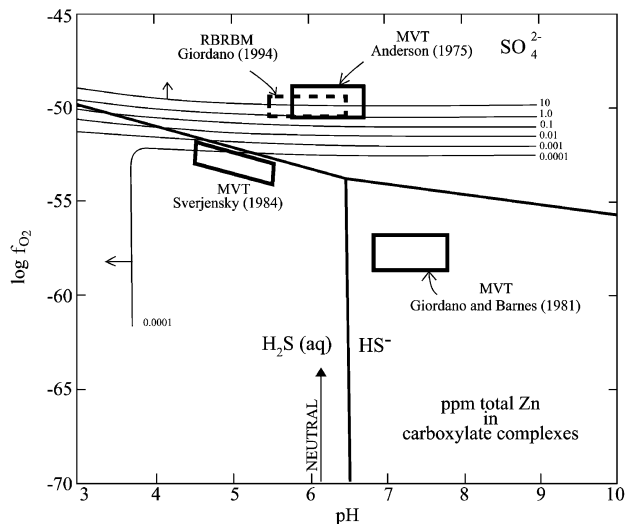 -45
RBRBM
Giordano (1994)
MVT
Anderson (1975)
SO₄²⁻
-50
10
1.0
0.1
0.01
0.001
0.0001
MVT
Sverjensky (1984)
-55
log fO₂
MVT
Giordano and Barnes (1981)
-60
0.0001
H₂S (aq)
HS⁻
-65
NEUTRAL
ppm total Zn
in
carboxylate complexes
-70
3 4 5 6 7 8 9 10
pH